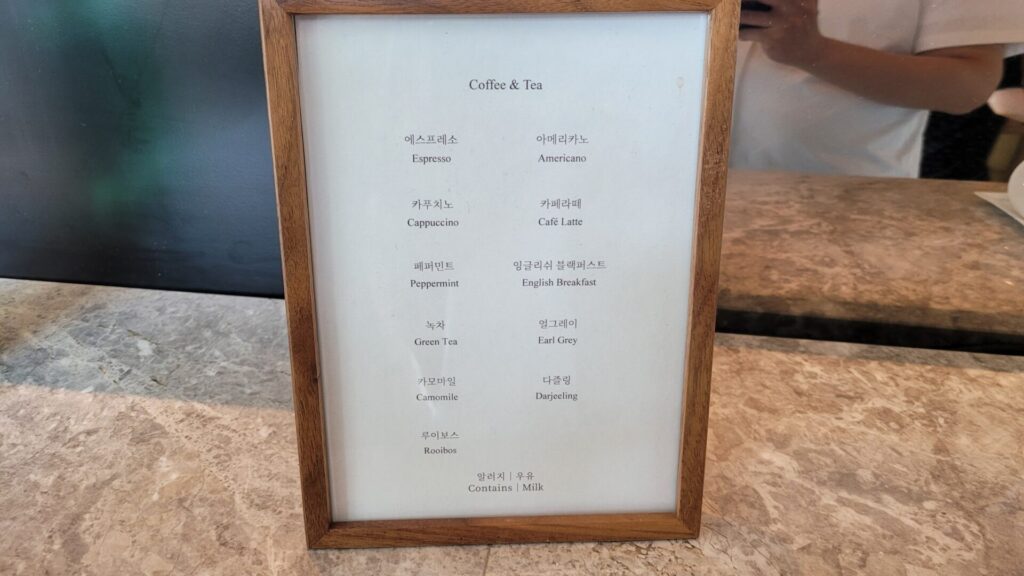 Coffee & Tea
에스프레소 아메리카노
Espresso Americano
카푸치노 카페라떼
Cappuccino Café Latte
페퍼민트 잉글리쉬 블랙퍼스트
Peppermint English Breakfast
녹차 얼그레이
Green Tea Earl Grey
카모마일 다즐링
Camomile Darjeeling
루이보스
Rooibos
알러지 | 우유
Contains | Milk